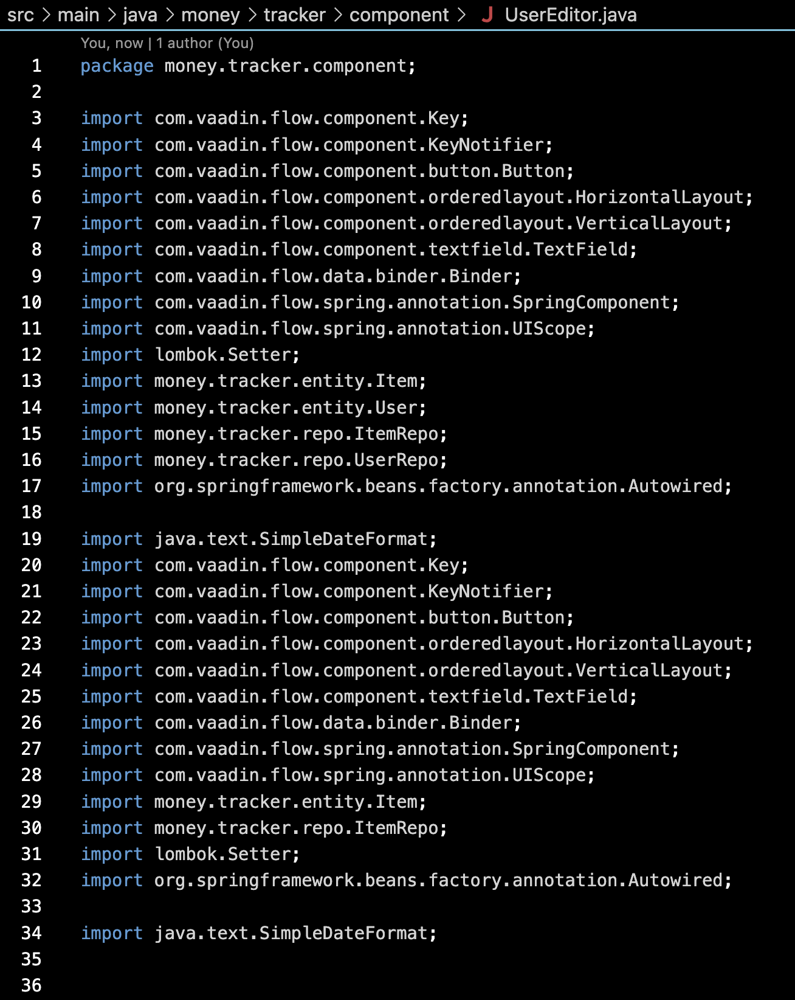 src > main > java > money > tracker > component > J UserEditor.java
You, now | 1 author (You)
1 package money.tracker.component;
2
3 import com.vaadin.flow.component.Key;
4 import com.vaadin.flow.component.KeyNotifier;
5 import com.vaadin.flow.component.button.Button;
6 import com.vaadin.flow.component.orderedlayout.HorizontalLayout;
7 import com.vaadin.flow.component.orderedlayout.VerticalLayout;
8 import com.vaadin.flow.component.textfield.TextField;
9 import com.vaadin.flow.data.binder.Binder;
10 import com.vaadin.flow.spring.annotation.SpringComponent;
11 import com.vaadin.flow.spring.annotation.UIScope;
12 import lombok.Setter;
13 import money.tracker.entity.Item;
14 import money.tracker.entity.User;
15 import money.tracker.repo.ItemRepo;
16 import money.tracker.repo.UserRepo;
17 import org.springframework.beans.factory.annotation.Autowired;
18
19 import java.text.SimpleDateFormat;
20 import com.vaadin.flow.component.Key;
21 import com.vaadin.flow.component.KeyNotifier;
22 import com.vaadin.flow.component.button.Button;
23 import com.vaadin.flow.component.orderedlayout.HorizontalLayout;
24 import com.vaadin.flow.component.orderedlayout.VerticalLayout;
25 import com.vaadin.flow.component.textfield.TextField;
26 import com.vaadin.flow.data.binder.Binder;
27 import com.vaadin.flow.spring.annotation.SpringComponent;
28 import com.vaadin.flow.spring.annotation.UIScope;
29 import money.tracker.entity.Item;
30 import money.tracker.repo.ItemRepo;
31 import lombok.Setter;
32 import org.springframework.beans.factory.annotation.Autowired;
33
34 import java.text.SimpleDateFormat;
35
36